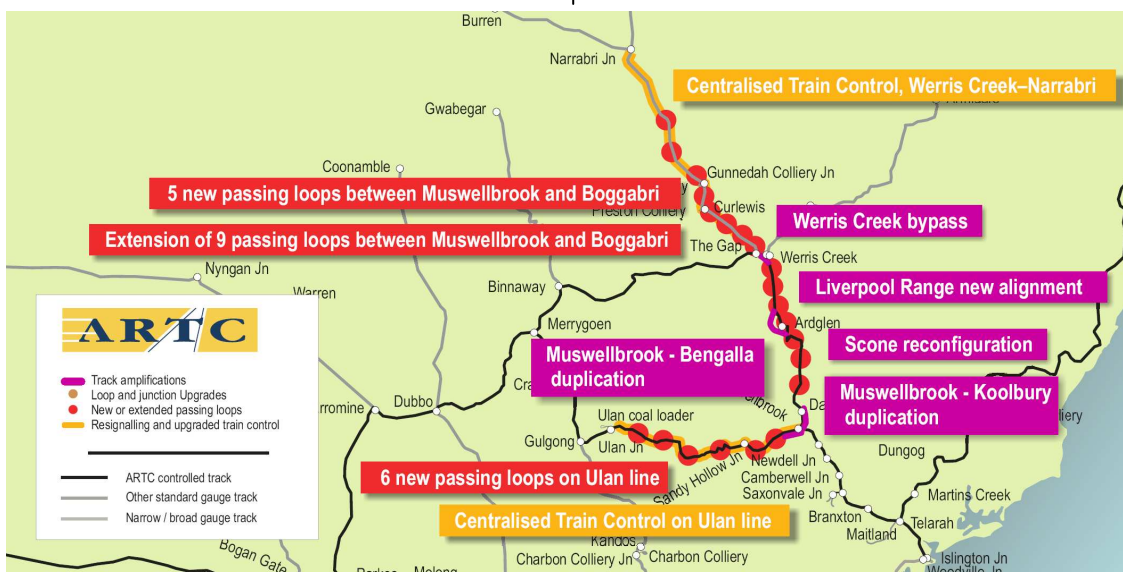 Burren
Narrabri Jn
Centralised Train Control, Werris Creek–Narrabri
Gwabegar
Coonamble
Gunnedah Colliery Jn
5 new passing loops between Muswellbrook and Boggabri
Curlewis
Werris Creek bypass
Extension of 9 passing loops between Muswellbrook and Boggabri
The Gap
Werris Creek
Nyngan Jn
Binnaway
Liverpool Range new alignment
Warren
ARTC
Merrygoen
Ardglen
Scone reconfiguration
Muswellbrook - Bengalla
duplication
Track amplifications
Loop and junction Upgrades
New or extended passing loops
Resignalling and upgraded train control
Muswellbrook - Koolbury
duplication
Dubbo
Ulan coal loader
Gulgong
Ulan Jn
Dungog
Newdell Jn
6 new passing loops on Ulan line
Sandy Hollow Jn
Camberwell Jn
Saxonvale Jn
ARTC controlled track
Other standard gauge track
Narrow / broad gauge track
Martins Creek
Centralised Train Control on Ulan line
Branxton
Telarah
Maitland
Kandos
Bogan Gate
Charbon Colliery Jn
Charbon Colliery
Islington Jn